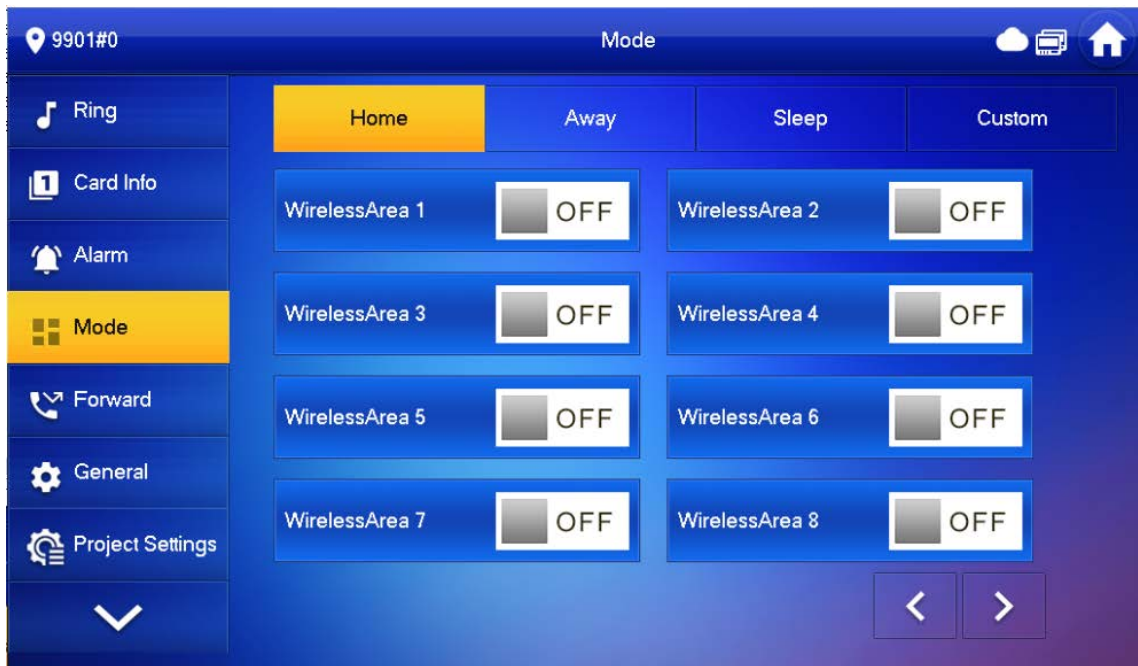 9901#0
Mode
Ring
Card Info
Alarm
Mode
Forward
General
Project Settings
Home
Away
Sleep
Custom
WirelessArea 1
OFF
WirelessArea 2
OFF
WirelessArea 3
OFF
WirelessArea 4
OFF
WirelessArea 5
OFF
WirelessArea 6
OFF
WirelessArea 7
OFF
WirelessArea 8
OFF